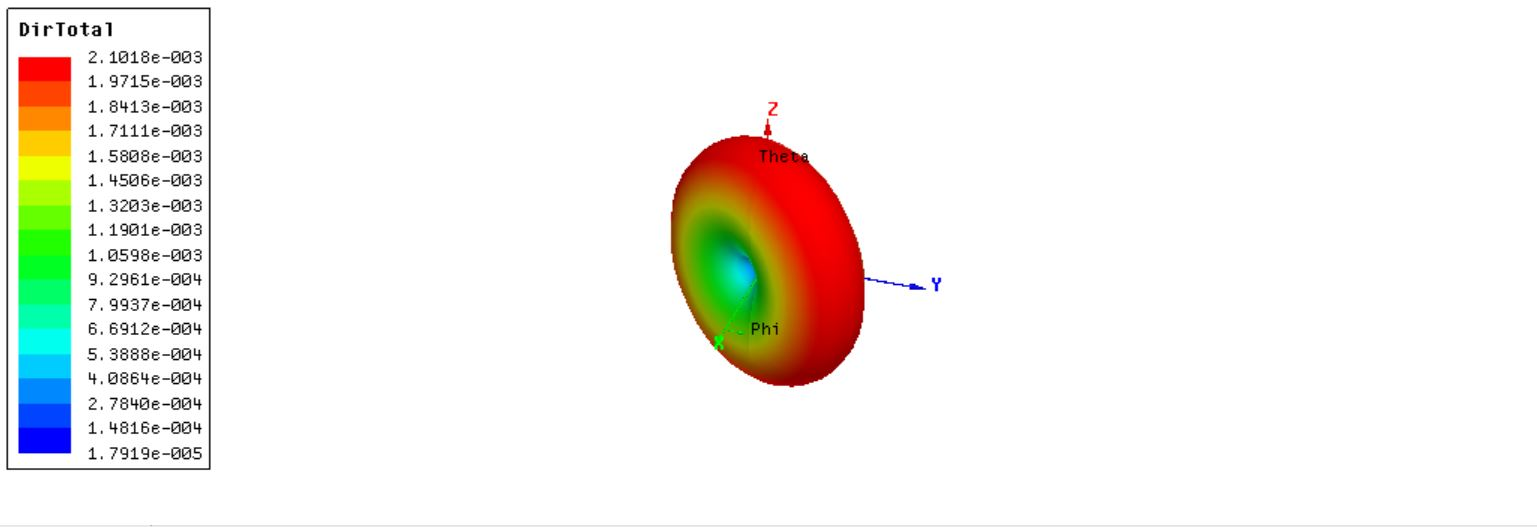 DirTotal
2.1018e-003
1.9715e-003
1.8413e-003
1.7111e-003
1.5808e-003
1.4506e-003
1.3203e-003
1.1901e-003
1.0598e-003
9.2961e-004
7.9937e-004
6.6912e-004
5.3888e-004
4.0864e-004
2.7840e-004
1.4816e-004
1.7919e-005
Z
Theta
Y
Phi
X